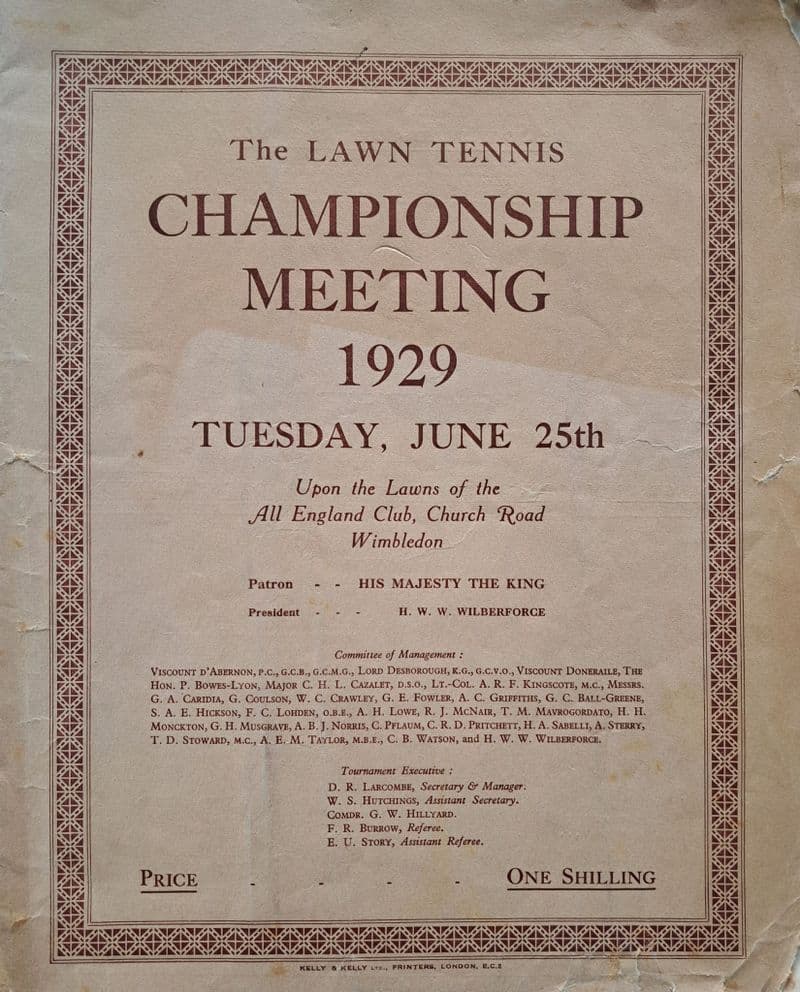 The LAWN TENNIS
CHAMPIONSHIP
MEETING
1929
TUESDAY, JUNE 25th
Upon the Lawns of the
All England Club, Church Road
Wimbledon
Patron - - HIS MAJESTY THE KING
President - - - H. W. W. WILBERFORCE
Committee of Management :
VISCOUNT D'ABERNON, P.C., G.C.B., G.C.M.G., LORD DESBOROUGH, K.G., G.C.V.O., VISCOUNT DONERAILE, THE
HON. P. BOWES-LYON, MAJOR C. H. L. CAZALET, D.S.O., LT.-COL. A. R. F. KINGSCOTE, M.C., MESSRS.
G. A. CARIDIA, G. COULSON, W. C. CRAWLEY, G. E. FOWLER, A. C. GRIFFITHS, G. C. BALL-GREENE,
S. A. E. HICKSON, F. C. LOHDEN, O.B.E., A. H. LOWE, R. J. MCNAIR, T. M. MAVROGORDATO, H. H.
MONCKTON, G. H. MUSGRAVE, A. B. J. NORRIS, C. PFLAUM, C. R. D. PRITCHETT, H. A. SABELLI, A. STERRY,
T. D. STOWARD, M.C., A. E. M. TAYLOR, M.B.E., C. B. WATSON, and H. W. W. WILBERFORCE.
Tournament Executive :
D. R. LARCOMBE, Secretary & Manager.
W. S. HUTCHINGS, Assistant Secretary.
COMDR. G. W. HILLYARD.
F. R. BURROW, Referee.
E. U. STORY, Assistant Referee.
PRICE - - - - ONE SHILLING
KELLY & KELLY LTD., PRINTERS, LONDON, E.C.2